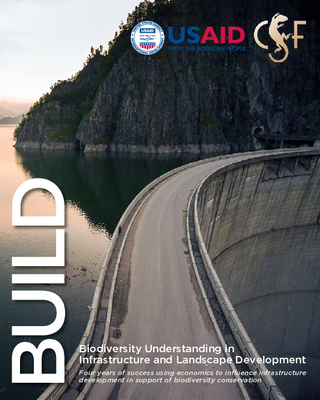 USAID
USAID
FROM THE AMERICAN PEOPLE
CSF
BUILD
Biodiversity Understanding in
Infrastructure and Landscape Development
Four years of success using economics to influence infrastructure
development in support of biodiversity conservation